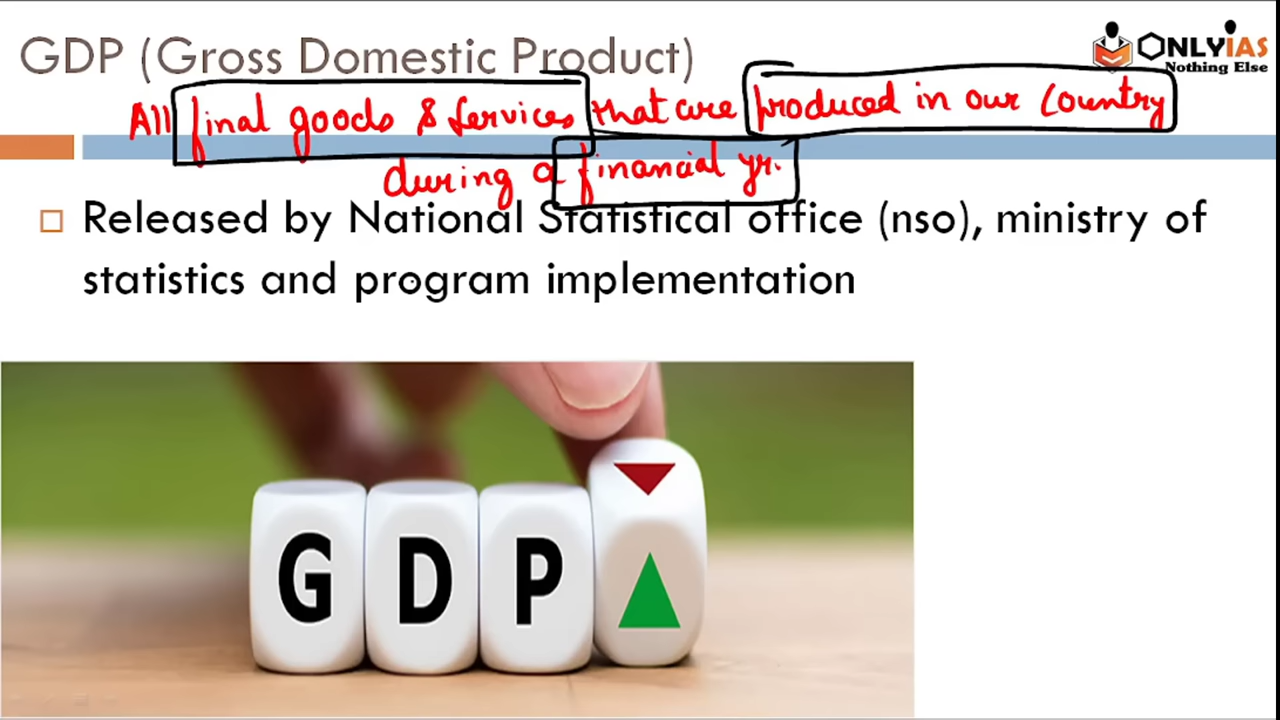 GDP (Gross Domestic Product)
ONLYIAS
Nothing Else
All final goods & services that are produced in our country
during a financial yr.
Released by National Statistical office (nso), ministry of
statistics and program implementation
GDP